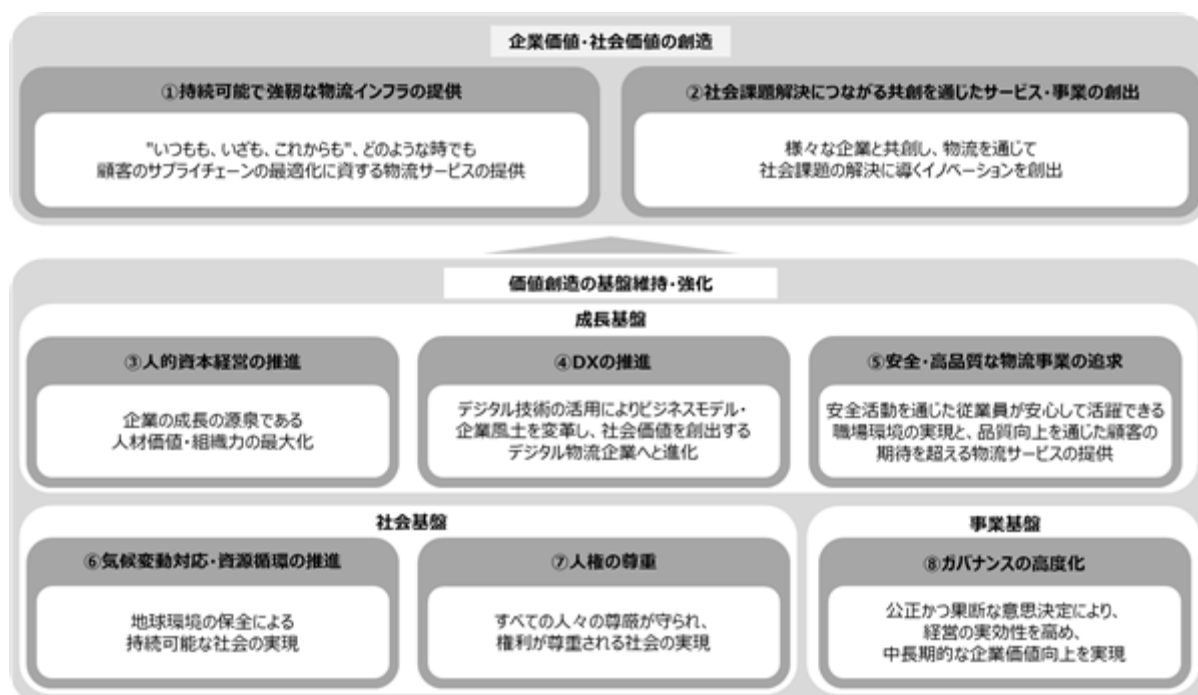 企業価値・社会価値の創造
①持続可能で強靭な物流インフラの提供
"いつもも、いざも、これからも"、どのような時でも
顧客のサプライチェーンの最適化に資する物流サービスの提供
②社会課題解決につながる共創を通じたサービス・事業の創出
様々な企業と共創し、物流を通じて
社会課題の解決に導くイノベーションを創出
価値創造の基盤維持・強化
成長基盤
③人的資本経営の推進
企業の成長の源泉である
人材価値・組織力の最大化
④DXの推進
デジタル技術の活用によりビジネスモデル・
企業風土を変革し、社会価値を創出する
デジタル物流企業へと進化
⑤安全・高品質な物流事業の追求
安全活動を通じた従業員が安心して活躍できる
職場環境の実現と、品質向上を通じた顧客の
期待を超える物流サービスの提供
社会基盤
⑥気候変動対応・資源循環の推進
地球環境の保全による
持続可能な社会の実現
⑦人権の尊重
すべての人々の尊厳が守られ、
権利が尊重される社会の実現
事業基盤
⑧ガバナンスの高度化
公正かつ果断な意思決定により、
経営の実効性を高め、
中長期的な企業価値向上を実現